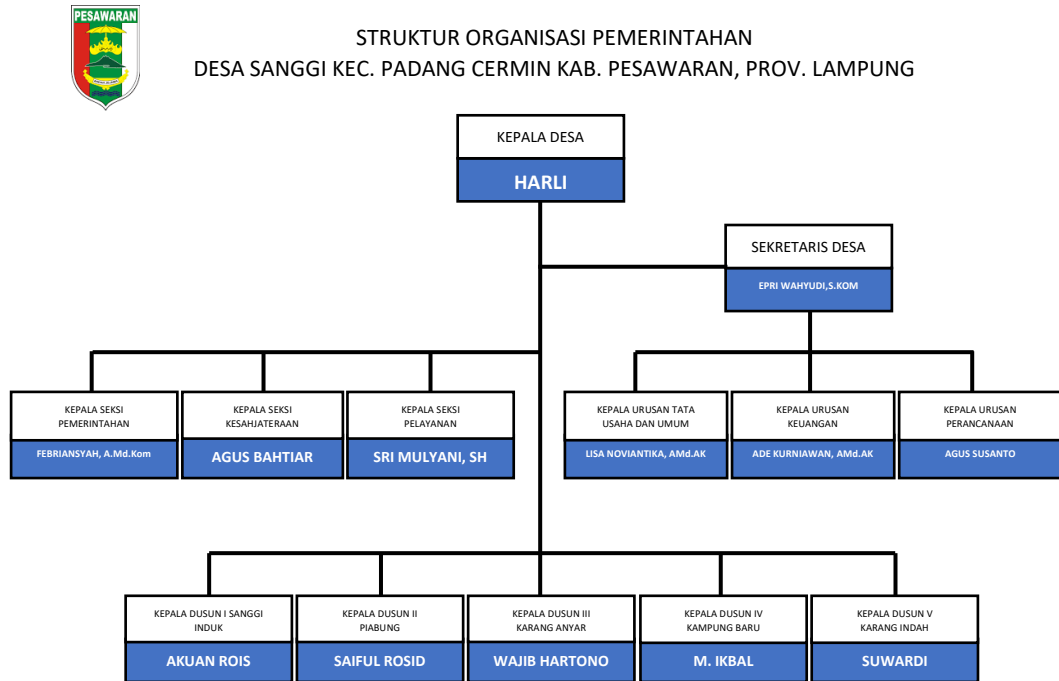 PESAWARAN
STRUKTUR ORGANISASI PEMERINTAHAN
DESA SANGGI KEC. PADANG CERMIN KAB. PESAWARAN, PROV. LAMPUNG
KEPALA DESA
HARLI
SEKRETARIS DESA
EPRI WAHYUDI,S.KOM
KEPALA SEKSI
PEMERINTAHAN
FEBRIANSYAH, A.Md.Kom
KEPALA SEKSI
KESAHJATERAAN
AGUS BAHTIAR
KEPALA SEKSI
PELAYANAN
SRI MULYANI, SH
KEPALA URUSAN TATA
USAHA DAN UMUM
LISA NOVIANTIKA, AMd.AK
KEPALA URUSAN
KEUANGAN
ADE KURNIAWAN, AMd.AK
KEPALA URUSAN
PERANCANAAN
AGUS SUSANTO
KEPALA DUSUN I SANGGI
INDUK
AKUAN ROIS
KEPALA DUSUN II
PIABUNG
SAIFUL ROSID
KEPALA DUSUN III
KARANG ANYAR
WAJIB HARTONO
KEPALA DUSUN IV
KAMPUNG BARU
M. IKBAL
KEPALA DUSUN V
KARANG INDAH
SUWARDI